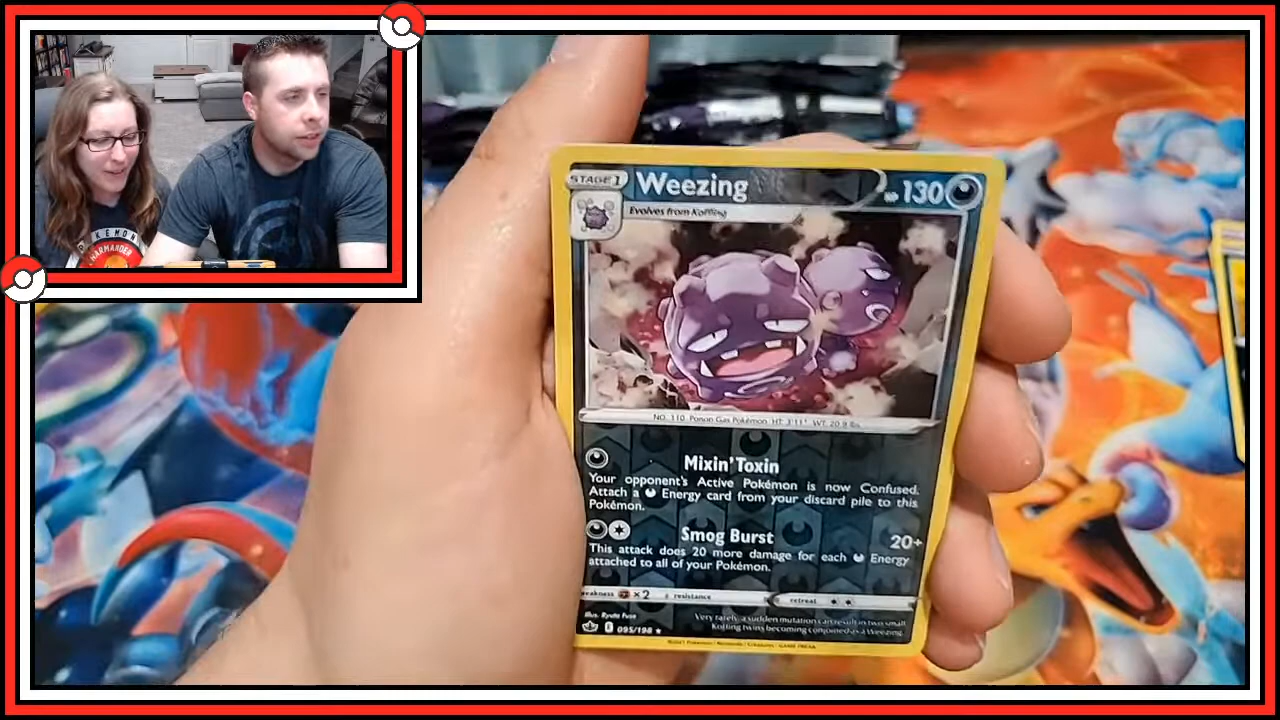 STAGE 1
Weezing
HP 130
Evolves from Koffing
NO. 110 Poison Gas Pokémon HT: 3'11" WT: 20.9 lbs.
Mixin' Toxin
Your opponent's Active Pokémon is now Confused.
Attach a Energy card from your discard pile to this
Pokémon.
Smog Burst 20+
This attack does 20 more damage for each Energy
attached to all of your Pokémon.
weakness ×2 resistance retreat
Illus. Ryuta Fuse
095/198 ★
Very rarely, a sudden mutation can result in two small
Koffing twins becoming conjoined as a Weezing.